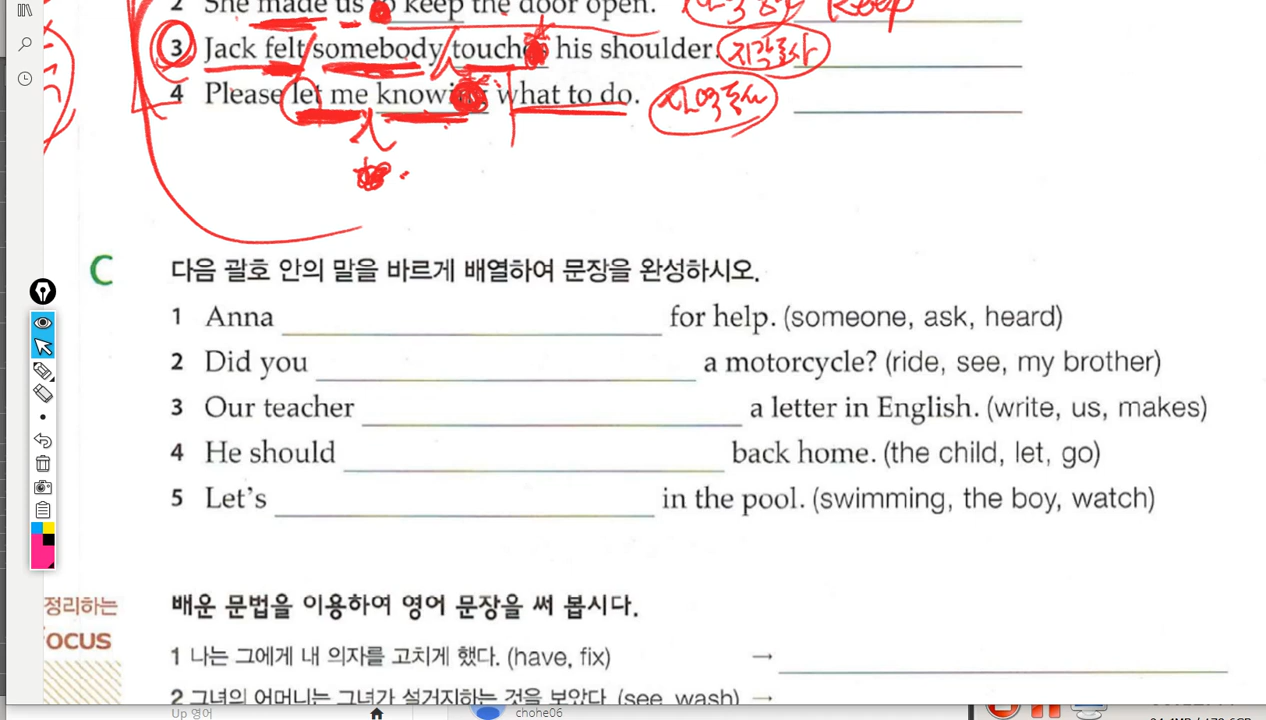 2 She made us to keep the door open. keep
3 Jack felt somebody touch his shoulder. 지각동사
4 Please let me knowing what to do. 사역동사
C 다음 괄호 안의 말을 바르게 배열하여 문장을 완성하시오.
1 Anna for help. (someone, ask, heard)
2 Did you a motorcycle? (ride, see, my brother)
3 Our teacher a letter in English. (write, us, makes)
4 He should back home. (the child, let, go)
5 Let's in the pool. (swimming, the boy, watch)
정리하는 배운 문법을 이용하여 영어 문장을 써 봅시다.
FOCUS
1 나는 그에게 내 의자를 고치게 했다. (have, fix) →
2 그녀의 어머니는 그녀가 설거지하는 것을 보았다. (see, wash) →
Up 영어 chohe06